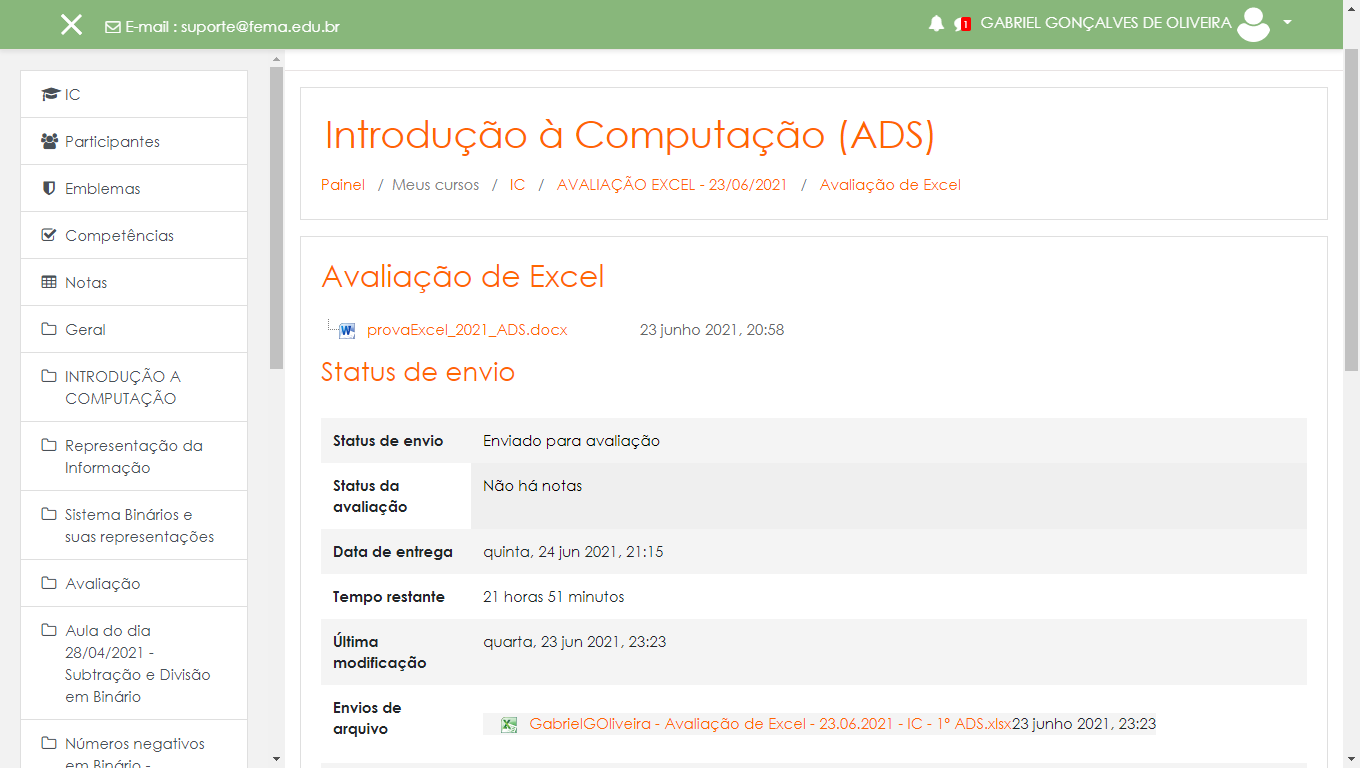 E-mail : suporte@fema.edu.br
1 GABRIEL GONÇALVES DE OLIVEIRA
IC
Participantes
Emblemas
Competências
Notas
Geral
INTRODUÇÃO A
COMPUTAÇÃO
Representação da
Informação
Sistema Binários e
suas representações
Avaliação
Aula do dia
28/04/2021 -
Subtração e Divisão
em Binário
Números negativos
em Binário -
Introdução à Computação (ADS)
Painel / Meus cursos / IC / AVALIAÇÃO EXCEL - 23/06/2021 / Avaliação de Excel
Avaliação de Excel
provaExcel_2021_ADS.docx 23 junho 2021, 20:58
Status de envio
Status de envio Enviado para avaliação
Status da
avaliação
Não há notas
Data de entrega quinta, 24 jun 2021, 21:15
Tempo restante 21 horas 51 minutos
Última
modificação
quarta, 23 jun 2021, 23:23
Envios de
arquivo
GabrielGOliveira - Avaliação de Excel - 23.06.2021 - IC - 1º ADS.xlsx23 junho 2021, 23:23